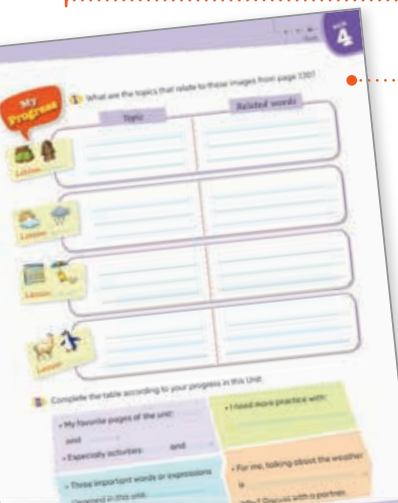 4
My
Progress
What are the topics that relate to these images from page 130?
Topic
Related words
Lesson
Lesson
Lesson
Lesson
Complete the table according to your progress in this Unit.
• My favorite pages of the unit:
and
• Especially activities: and
• I need more practice with:
• Three important words or expressions
I learned in this unit:
• For me, talking about the weather
is
Why? Discuss with a partner.